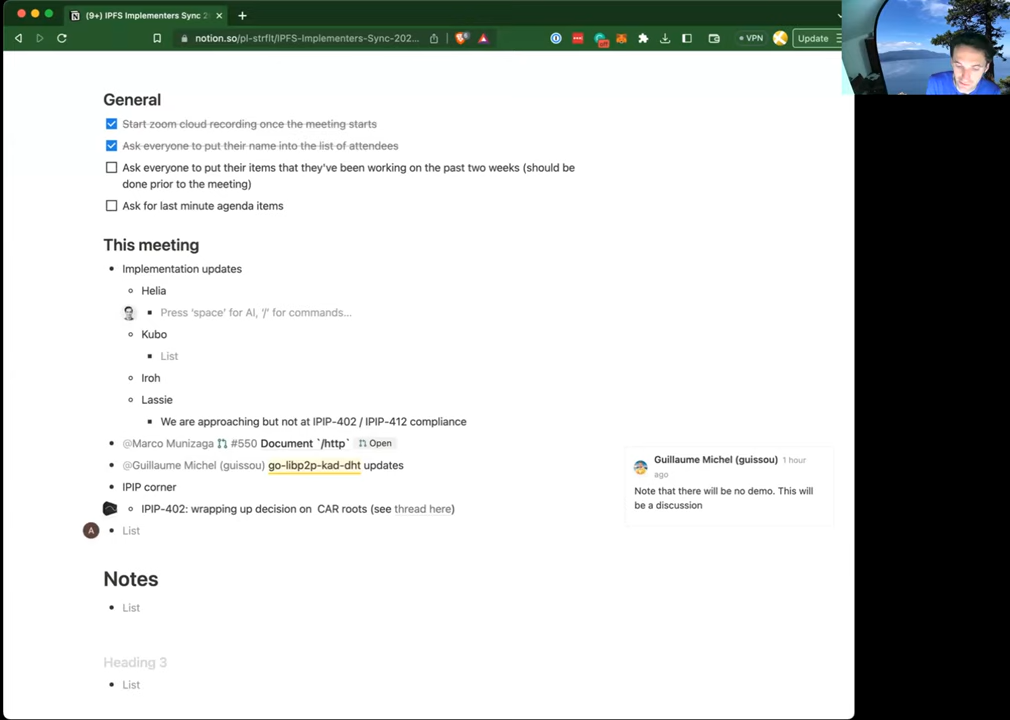 (9+) IPFS Implementers Sync 2
notion.so/pl-strflt/IPFS-Implementers-Sync-202...
VPN
Update
General
Start zoom cloud recording once the meeting starts
Ask everyone to put their name into the list of attendees
Ask everyone to put their items that they've been working on the past two weeks (should be
done prior to the meeting)
Ask for last minute agenda items
This meeting
Implementation updates
Helia
Press 'space' for AI, '/' for commands...
Kubo
List
Iroh
Lassie
We are approaching but not at IPIP-402 / IPIP-412 compliance
@Marco Munizaga #550 Document `/http` Open
@Guillaume Michel (guissou) go-libp2p-kad-dht updates
Guillaume Michel (guissou) 1 hour
ago
Note that there will be no demo. This will
be a discussion
IPIP corner
IPIP-402: wrapping up decision on CAR roots (see thread here)
A
List
Notes
List
Heading 3
List